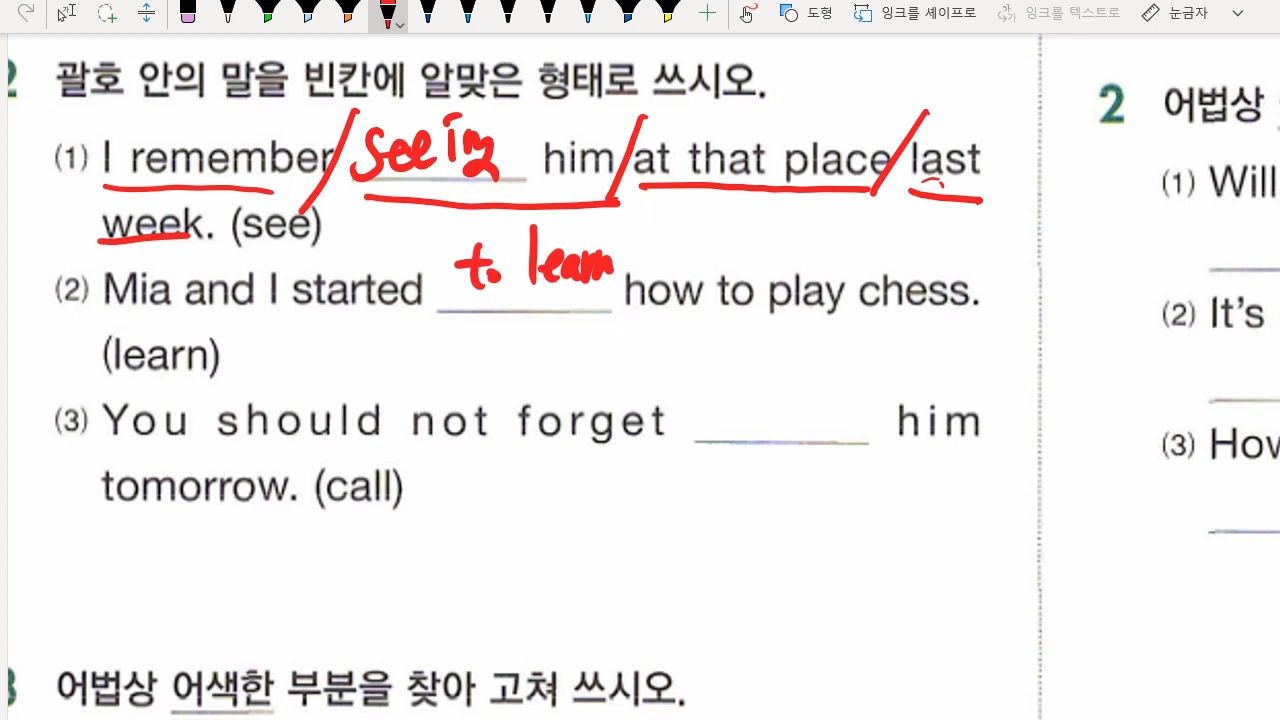 도형 잉크를 셰이프로 잉크를 텍스트로 눈금자
2 괄호 안의 말을 빈칸에 알맞은 형태로 쓰시오.
(1) I remember seeing him at that place last
week. (see)
to learn
(2) Mia and I started how to play chess.
(learn)
(3) You should not forget him
tomorrow. (call)
3 어법상 어색한 부분을 찾아 고쳐 쓰시오.
2 어법상
(1) Will
(2) It's
(3) How